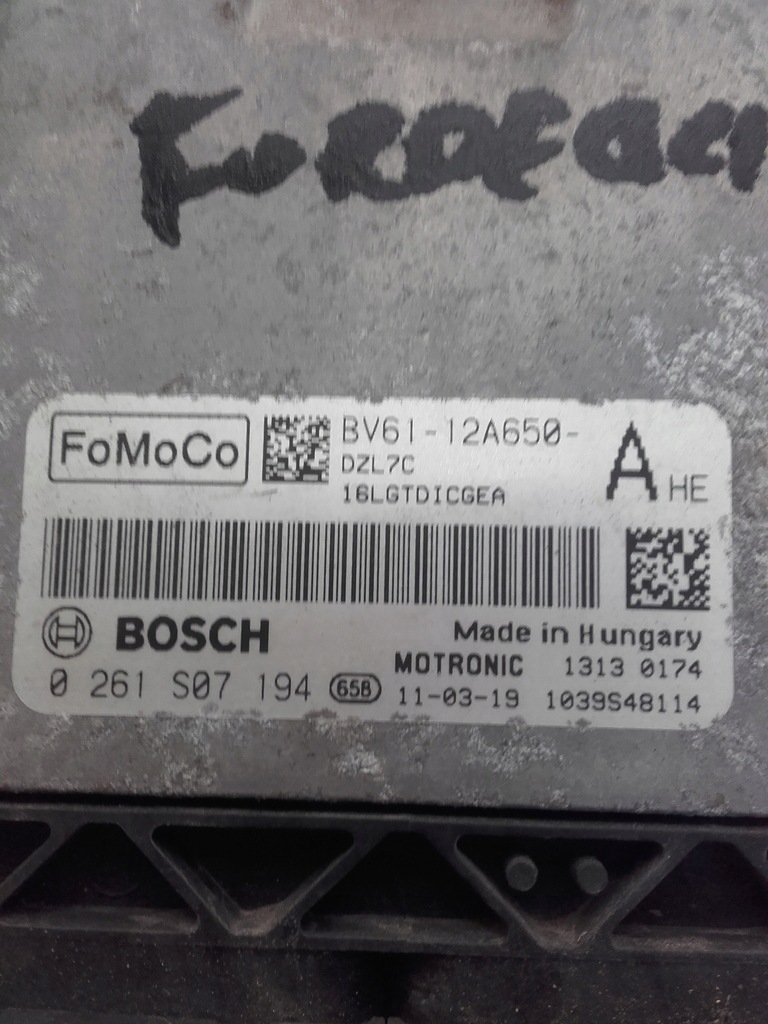 FoMoCo
BV61-12A650-
DZL7C
16LGTDICGEA
A HE
BOSCH
Made in Hungary
MOTRONIC 1313 0174
0 261 S07 194 65B 11-03-19 1039S48114